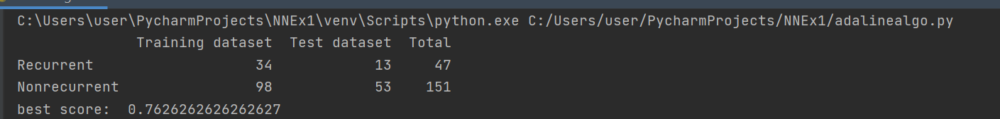 C:\Users\user\PycharmProjects\NNEx1\venv\Scripts\python.exe C:/Users/user/PycharmProjects/NNEx1/adalinealgo.py
Training dataset  Test dataset  Total
Recurrent                   34            13     47
Nonrecurrent                98            53    151
best score:  0.7626262626262627